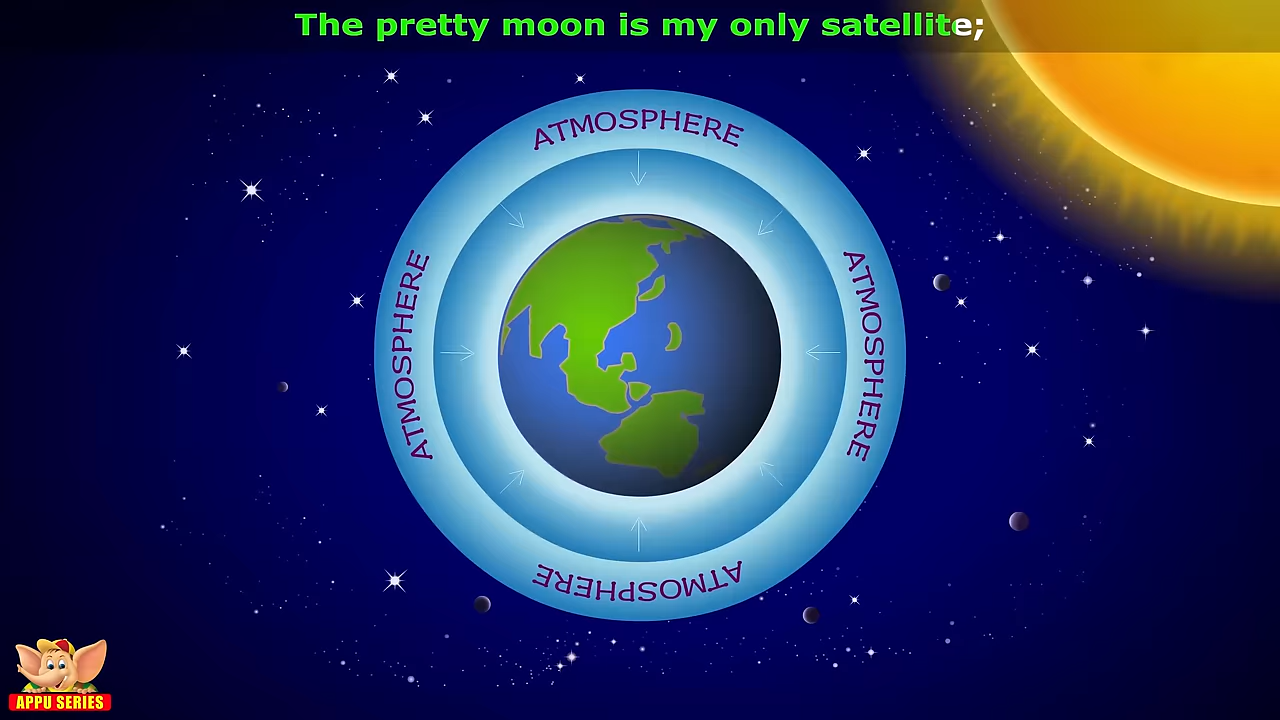 The pretty moon is my only satellite;
ATMOSPHERE
ATMOSPHERE
ATMOSPHERE
ATMOSPHERE
APPU SERIES